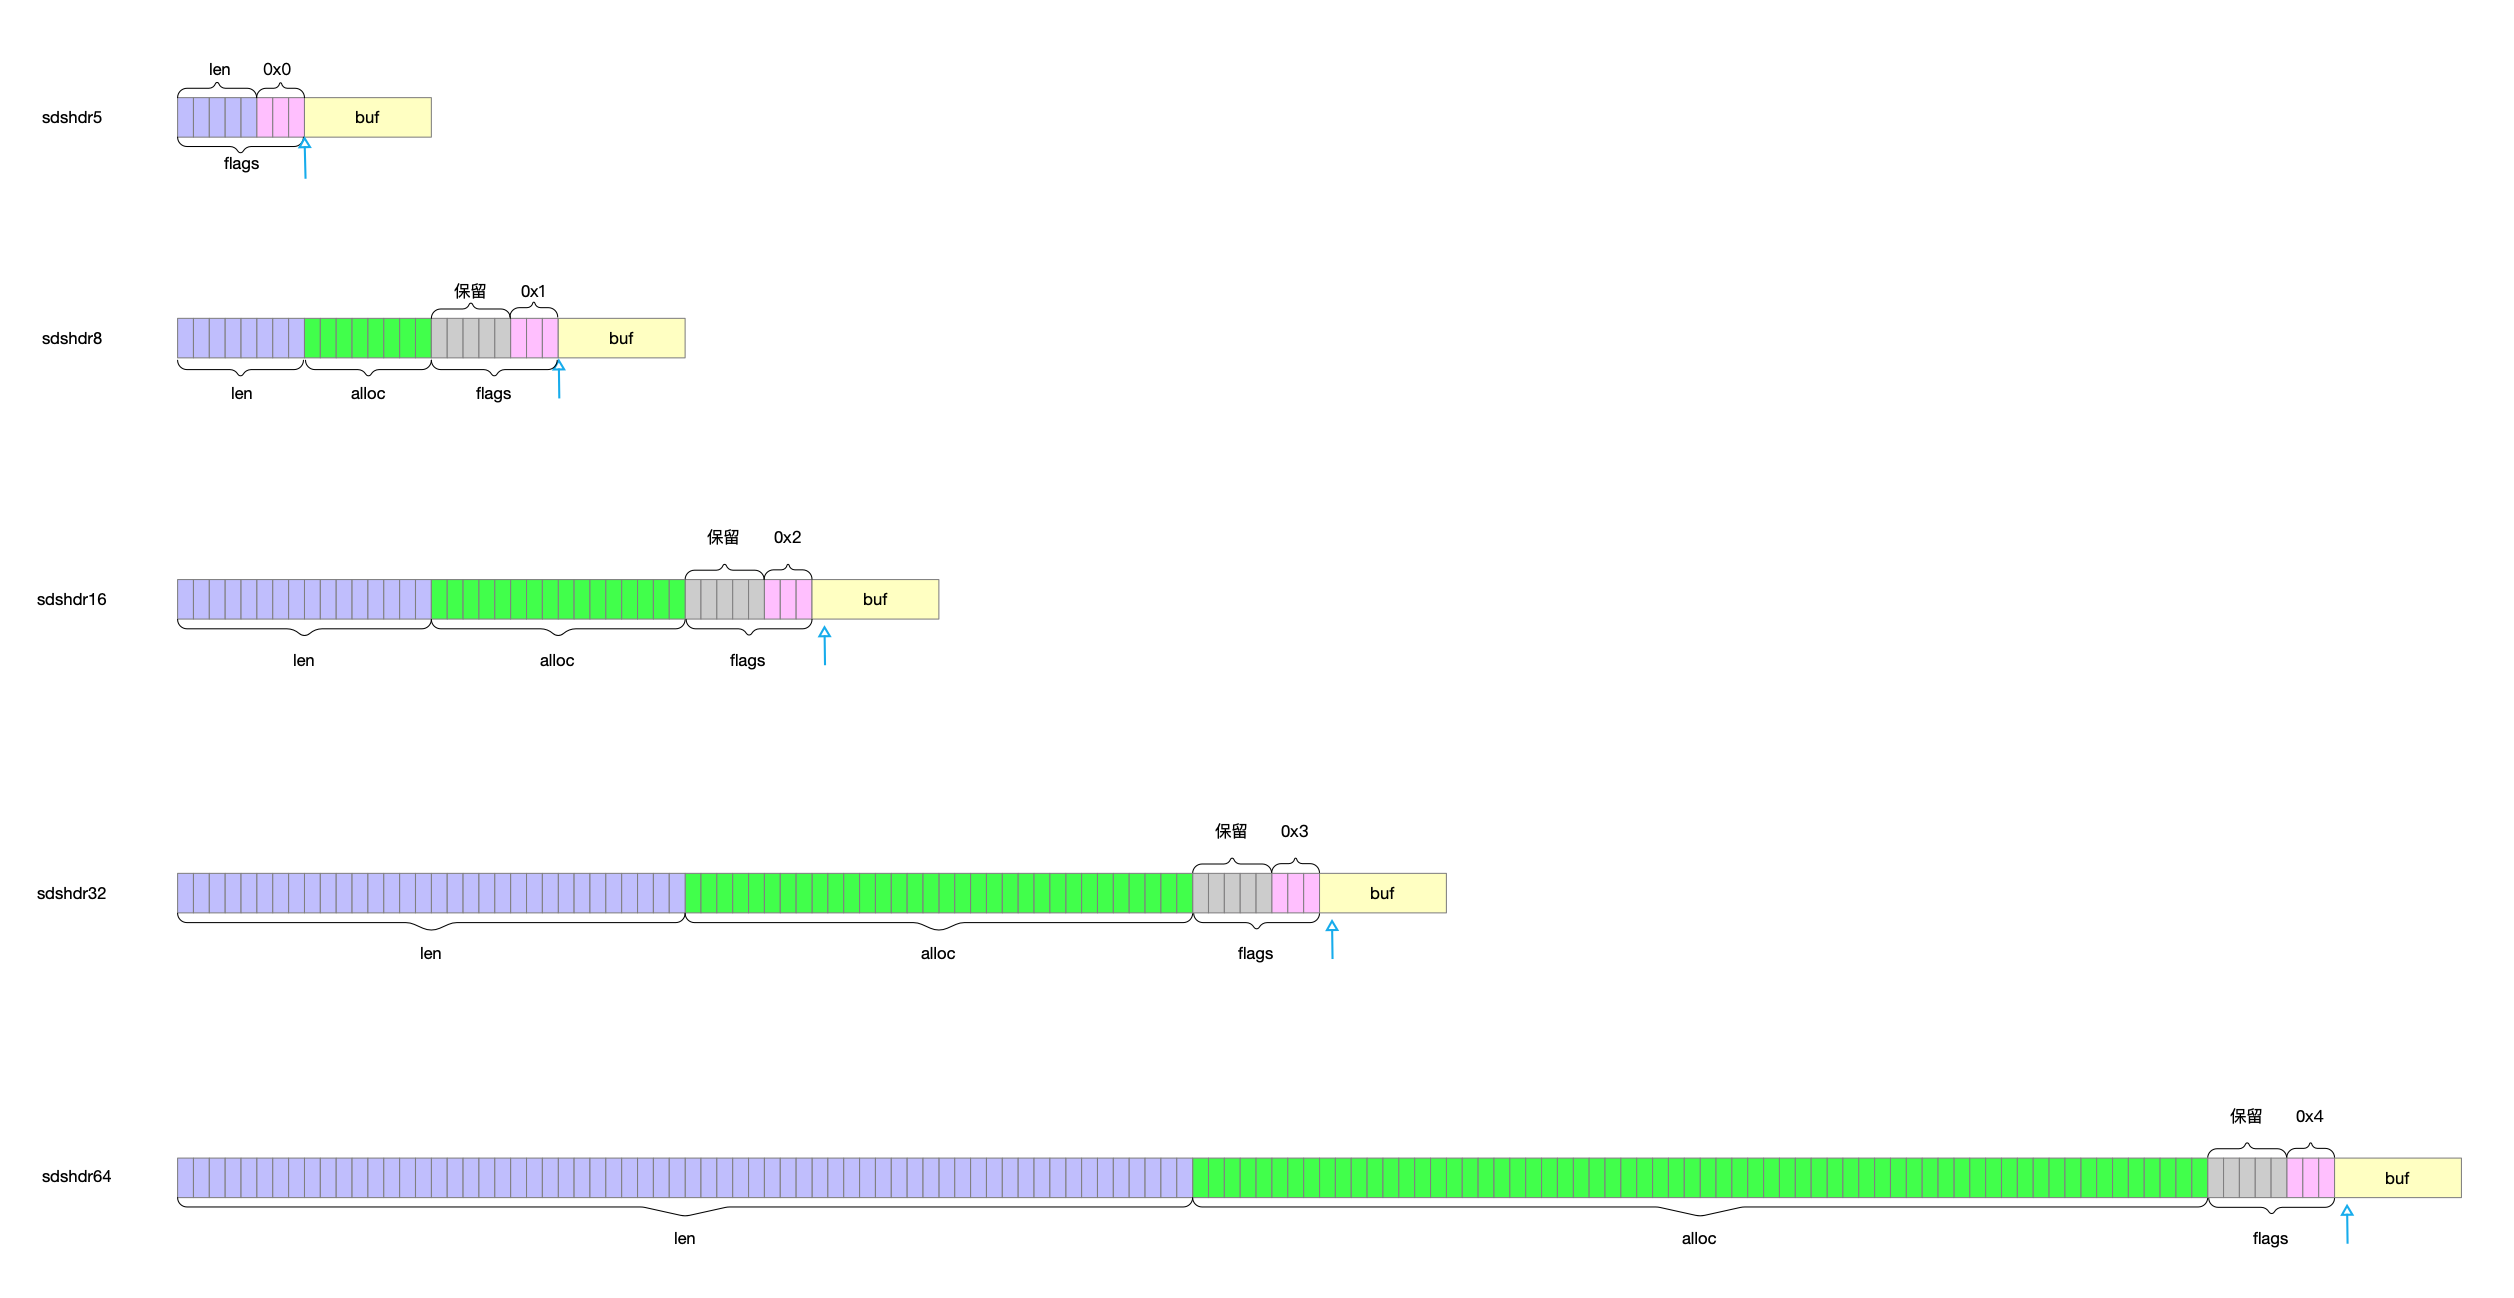 len 0x0
sdshdr5 buf
flags
保留 0x1
sdshdr8 buf
len alloc flags
保留 0x2
sdshdr16 buf
len alloc flags
保留 0x3
sdshdr32 buf
len alloc flags
保留 0x4
sdshdr64 buf
len alloc flags